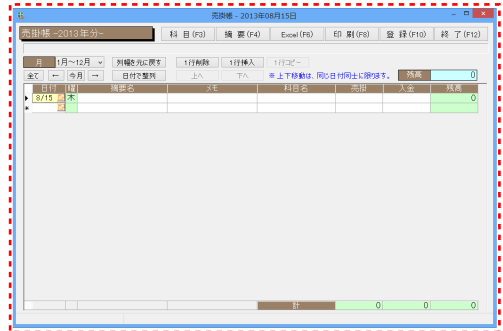 売掛帳 - 2013年08月15日
売掛帳 -2013年分-
科 目(F3) 摘 要(F4) Excel(F6) 印 刷(F8) 登 録(F10) 終 了(F12)
月 1月～12月 列幅を元に戻す 1行削除 1行挿入 1行コピー
全て ← 今月 → 日付で整列 上へ 下へ ※上下移動は、同じ日付同士に限ります。 残高 0
日付 曜 摘要名 メモ 科目名 売掛 入金 残高
8/15 木 0
計 0 0 0